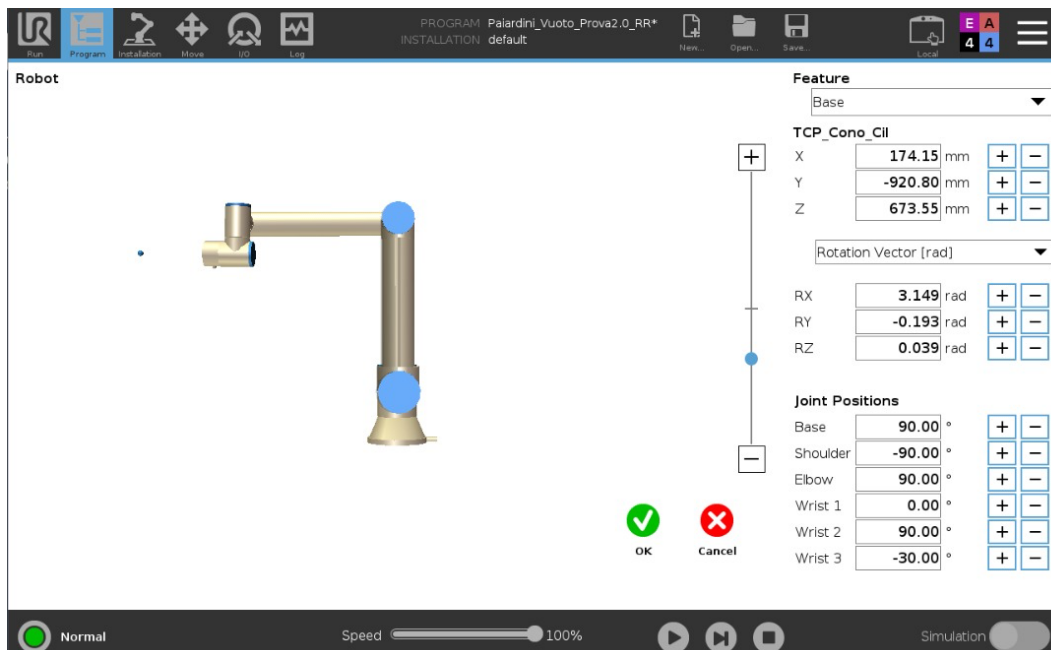 PROGRAM Paiardini_Vuoto_Prova2.0_RR*
INSTALLATION default
UR
Run
Program
Installation
Move
I/O
Log
New...
Open...
Save...
Local
E A
4 4
Robot
Feature
Base
TCP_Cono_Cil
X 174.15 mm + −
Y -920.80 mm + −
Z 673.55 mm + −
Rotation Vector [rad]
RX 3.149 rad + −
RY -0.193 rad + −
RZ 0.039 rad + −
Joint Positions
Base 90.00 ° + −
Shoulder -90.00 ° + −
Elbow 90.00 ° + −
Wrist 1 0.00 ° + −
Wrist 2 90.00 ° + −
Wrist 3 -30.00 ° + −
+
−
OK
Cancel
Normal
Speed 100%
Simulation